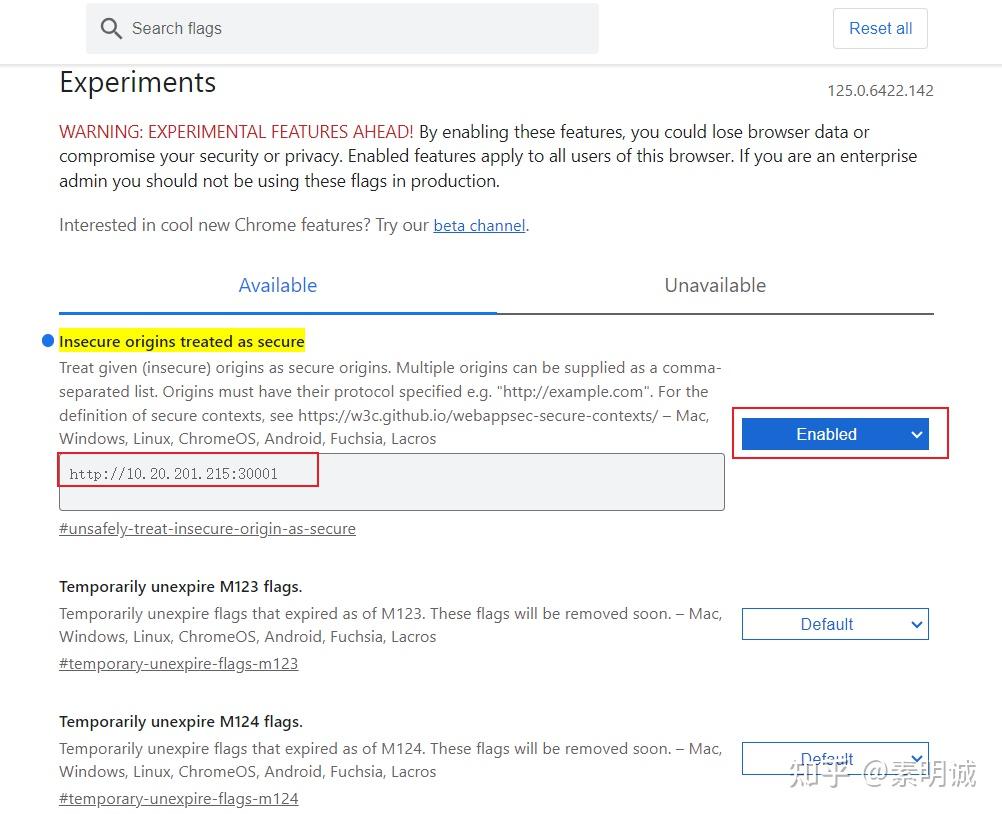 Search flags
Reset all
Experiments
125.0.6422.142
WARNING: EXPERIMENTAL FEATURES AHEAD! By enabling these features, you could lose browser data or
compromise your security or privacy. Enabled features apply to all users of this browser. If you are an enterprise
admin you should not be using these flags in production.
Interested in cool new Chrome features? Try our beta channel.
Available
Unavailable
Insecure origins treated as secure
Treat given (insecure) origins as secure origins. Multiple origins can be supplied as a comma-
separated list. Origins must have their protocol specified e.g. "http://example.com". For the
definition of secure contexts, see https://w3c.github.io/webappsec-secure-contexts/ – Mac,
Windows, Linux, ChromeOS, Android, Fuchsia, Lacros
Enabled
http://10.20.201.215:30001
#unsafely-treat-insecure-origin-as-secure
Temporarily unexpire M123 flags.
Temporarily unexpire flags that expired as of M123. These flags will be removed soon. – Mac,
Windows, Linux, ChromeOS, Android, Fuchsia, Lacros
Default
#temporary-unexpire-flags-m123
Temporarily unexpire M124 flags.
Temporarily unexpire flags that expired as of M124. These flags will be removed soon. – Mac,
Windows, Linux, ChromeOS, Android, Fuchsia, Lacros
Default
#temporary-unexpire-flags-m124
知乎 @素明诚